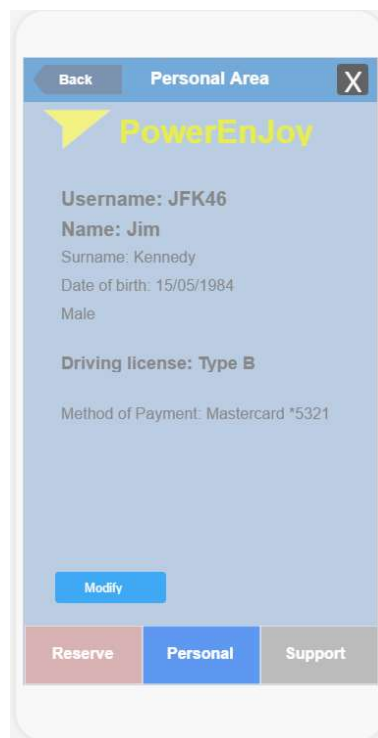 Back Personal Area X
PowerEnJoy
Username: JFK46
Name: Jim
Surname: Kennedy
Date of birth: 15/05/1984
Male
Driving license: Type B
Method of Payment: Mastercard *5321
Modify
Reserve Personal Support